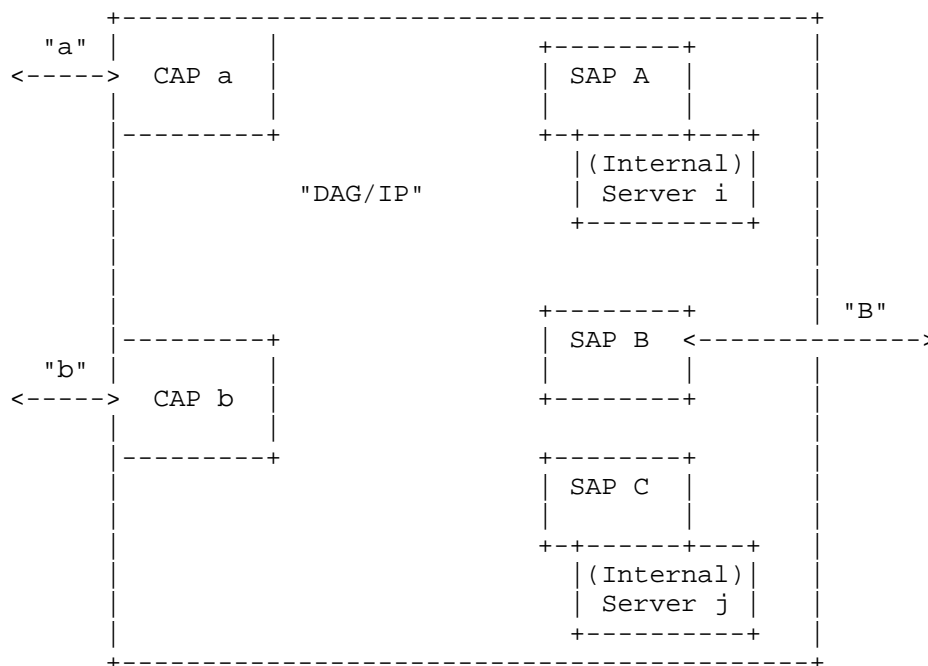 "a"
CAP a
SAP A
(Internal)
Server i
"DAG/IP"
"B"
SAP B
"b"
CAP b
SAP C
(Internal)
Server j